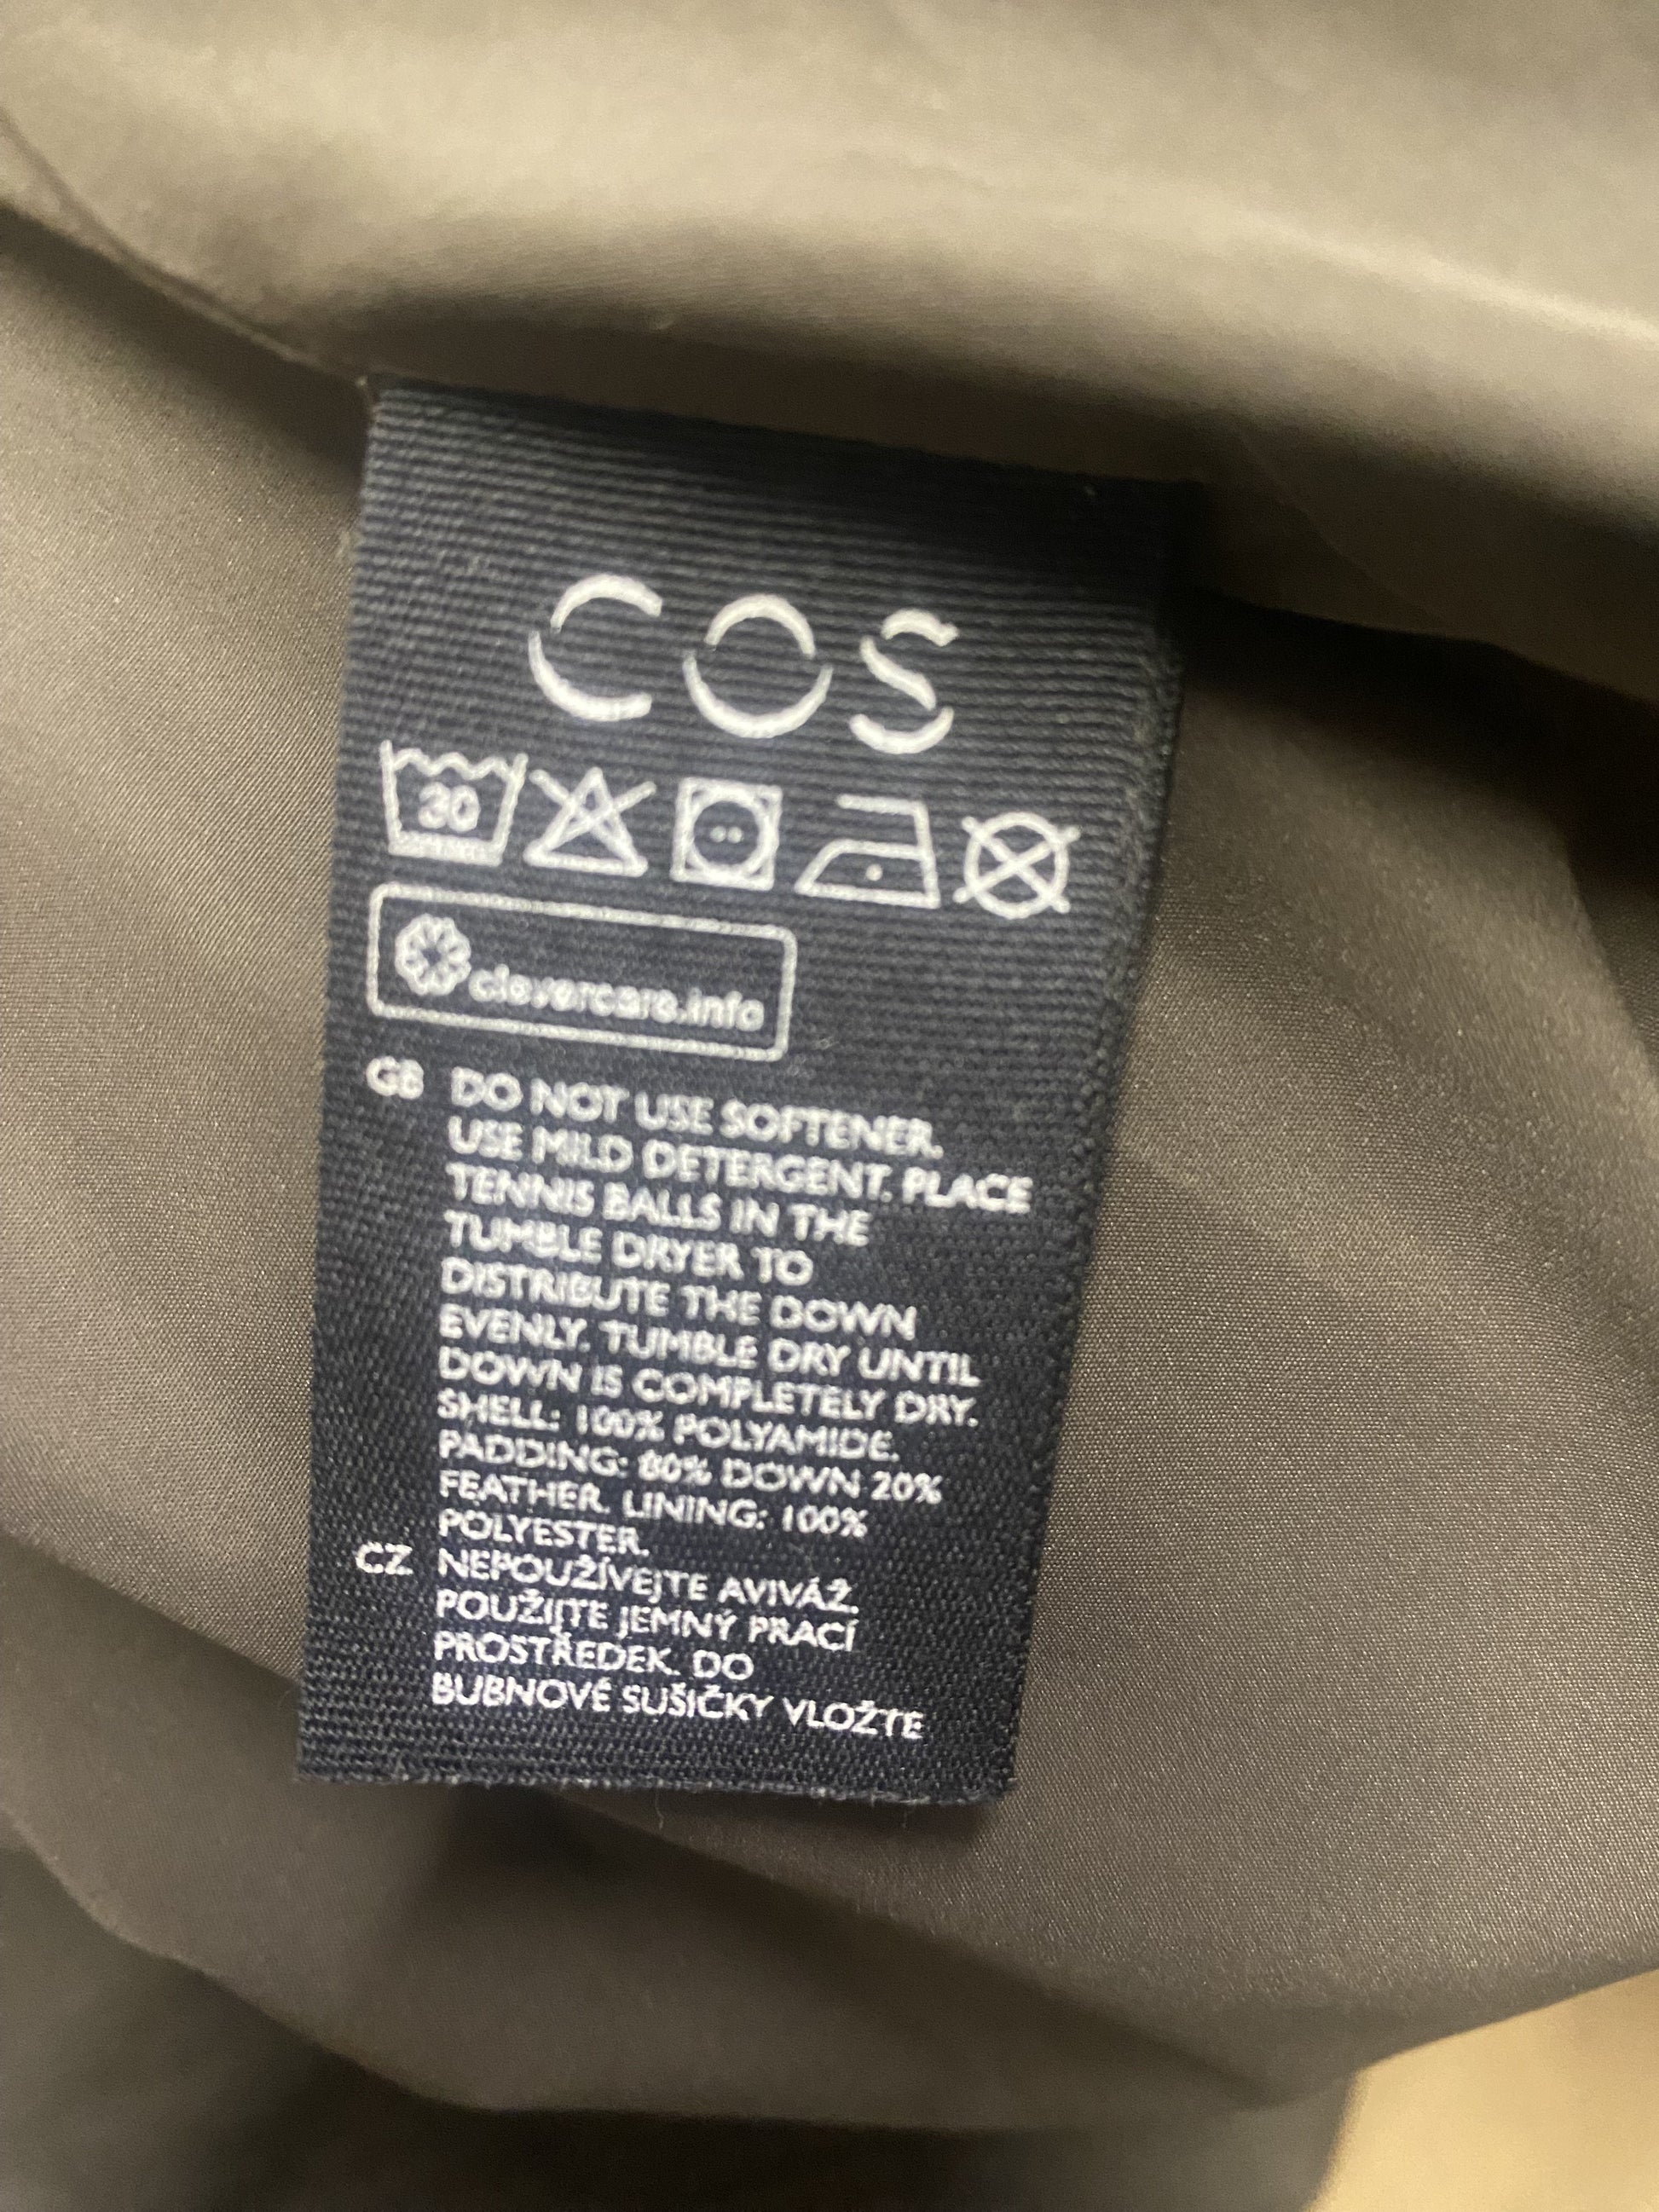 COS
30
clevercare.info
GB DO NOT USE SOFTENER.
USE MILD DETERGENT. PLACE
TENNIS BALLS IN THE
TUMBLE DRYER TO
DISTRIBUTE THE DOWN
EVENLY. TUMBLE DRY UNTIL
DOWN IS COMPLETELY DRY.
SHELL: 100% POLYAMIDE.
PADDING: 80% DOWN 20%
FEATHER. LINING: 100%
POLYESTER.
CZ NEPOUŽÍVEJTE AVIVÁŽ.
POUŽIJTE JEMNÝ PRACÍ
PROSTŘEDEK. DO
BUBNOVÉ SUŠIČKY VLOŽTE